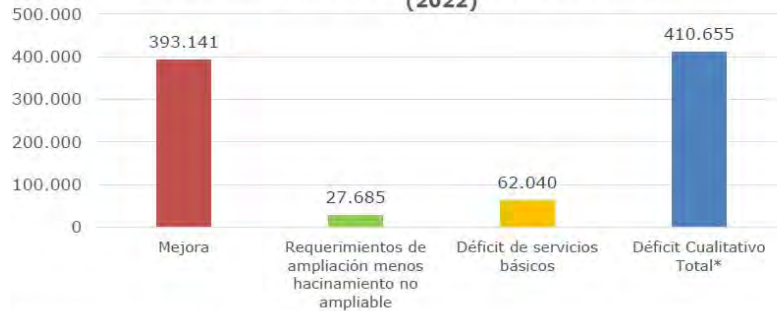 (2022)
500.000
400.000
300.000
200.000
100.000
0
393.141
27.685
62.040
410.655
Mejora
Requerimientos de
ampliación menos
hacinamiento no
ampliable
Déficit de servicios
básicos
Déficit Cualitativo
Total*